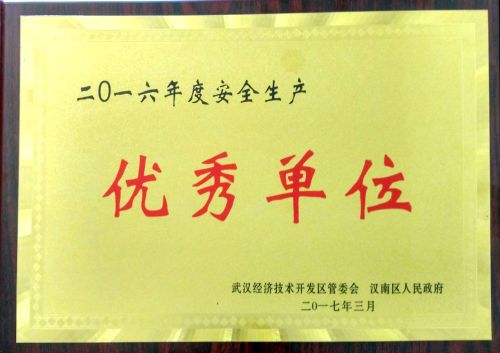 二〇一六年度安全生产
优秀单位
武汉经济技术开发区管委会 汉南区人民政府
二〇一七年三月